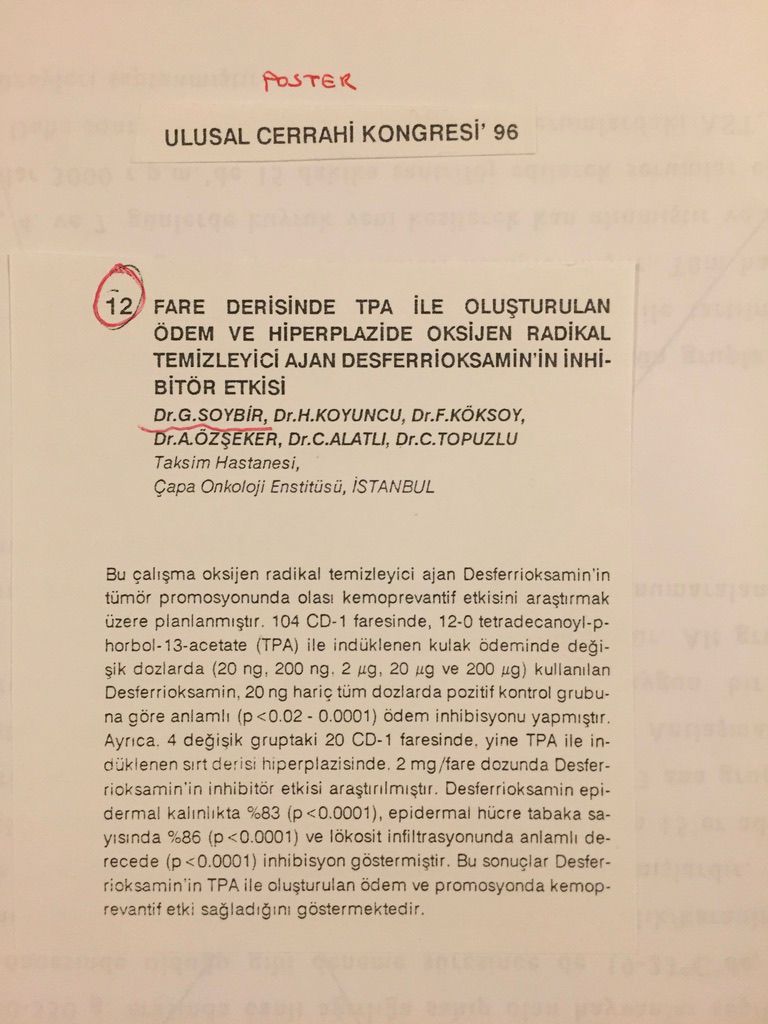 POSTER
ULUSAL CERRAHİ KONGRESİ' 96
12 FARE DERİSİNDE TPA İLE OLUŞTURULAN
ÖDEM VE HİPERPLAZİDE OKSİJEN RADİKAL
TEMİZLEYİCİ AJAN DESFERRİOKSAMİN'İN İNHİ-
BİTÖR ETKİSİ
Dr.G.SOYBİR, Dr.H.KOYUNCU, Dr.F.KÖKSOY,
Dr.A.ÖZŞEKER, Dr.C.ALATLI, Dr.C.TOPUZLU
Taksim Hastanesi,
Çapa Onkoloji Enstitüsü, İSTANBUL
Bu çalışma oksijen radikal temizleyici ajan Desferrioksamin'in
tümör promosyonunda olası kemoprevantif etkisini araştırmak
üzere planlanmıştır. 104 CD-1 faresinde, 12-0 tetradecanoyl-p-
horbol-13-acetate (TPA) ile indüklenen kulak ödeminde deği-
şik dozlarda (20 ng, 200 ng, 2 µg, 20 µg ve 200 µg) kullanılan
Desferrioksamin, 20 ng hariç tüm dozlarda pozitif kontrol grubu-
na göre anlamlı (p<0.02 - 0.0001) ödem inhibisyonu yapmıştır.
Ayrıca, 4 değişik gruptaki 20 CD-1 faresinde, yine TPA ile in-
düklenen sırt derisi hiperplazisinde, 2 mg/fare dozunda Desfer-
rioksamin'in inhibitör etkisi araştırılmıştır. Desferrioksamin epi-
dermal kalınlıkta %83 (p<0.0001), epidermal hücre tabaka sa-
yısında %86 (p<0.0001) ve lökosit infiltrasyonunda anlamlı de-
recede (p<0.0001) inhibisyon göstermiştir. Bu sonuçlar Desfer-
rioksamin'in TPA ile oluşturulan ödem ve promosyonda kemop-
revantif etki sağladığını göstermektedir.